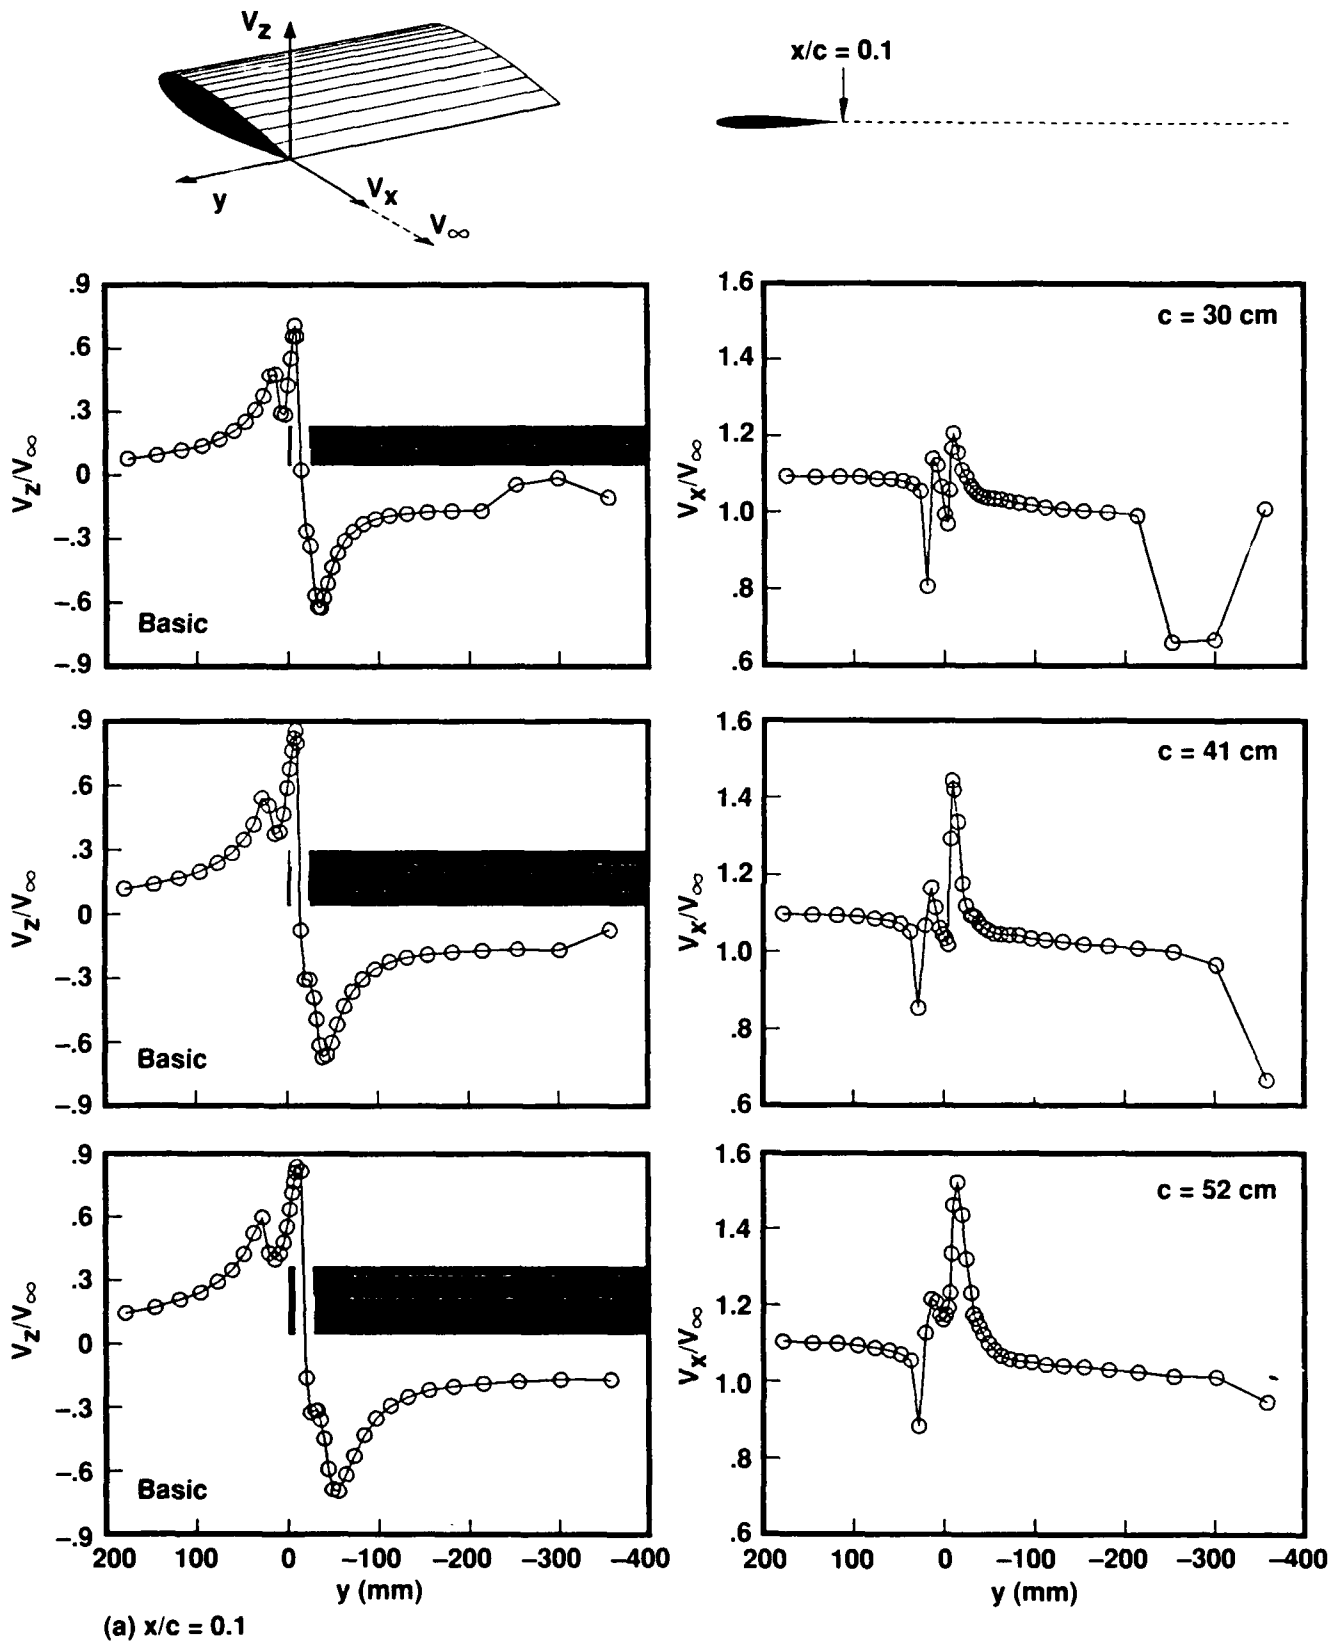 V_z
x/c = 0.1
y
V_x
V_∞
.9
.6
.3
0
–.3
–.6
–.9
V_z/V_∞
Basic
1.6
1.4
1.2
1.0
.8
.6
V_x/V_∞
c = 30 cm
.9
.6
.3
0
–.3
–.6
–.9
V_z/V_∞
Basic
1.6
1.4
1.2
1.0
.8
.6
V_x/V_∞
c = 41 cm
.9
.6
.3
0
–.3
–.6
–.9
V_z/V_∞
Basic
200 100 0 –100 –200 –300 –400
y (mm)
1.6
1.4
1.2
1.0
.8
.6
V_x/V_∞
c = 52 cm
200 100 0 –100 –200 –300 –400
y (mm)
(a) x/c = 0.1